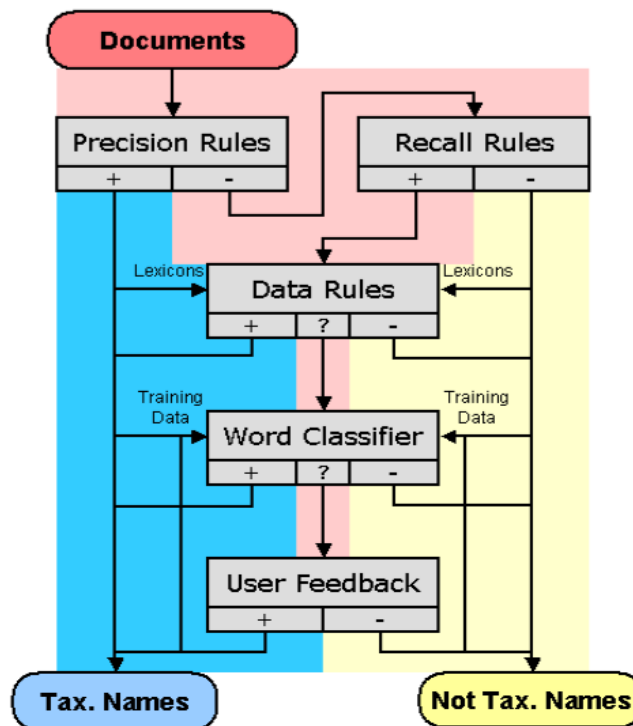 Documents
Precision Rules
+ -
Recall Rules
+ -
Lexicons
Lexicons
Data Rules
+ ? -
Training
Data
Training
Data
Word Classifier
+ ? -
User Feedback
+ -
Tax. Names
Not Tax. Names